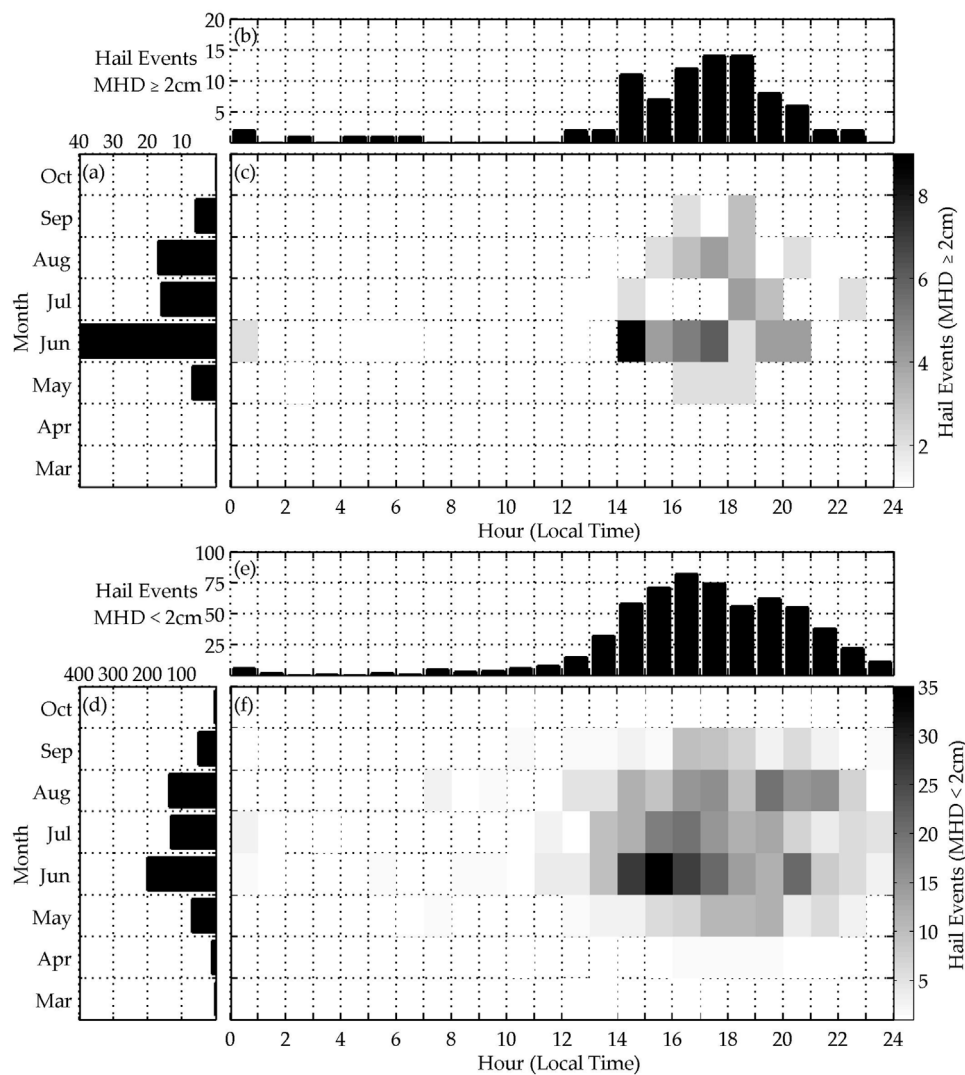 (b)
Hail Events
MHD ≥ 2cm
20
15
10
5
40 30 20 10
(a)
(c)
Oct
Sep
Aug
Jul
Jun
May
Apr
Mar
Month
0 2 4 6 8 10 12 14 16 18 20 22 24
Hour (Local Time)
8
6
4
2
Hail Events (MHD ≥ 2cm)
(e)
Hail Events
MHD < 2cm
100
75
50
25
400 300 200 100
(d)
(f)
Oct
Sep
Aug
Jul
Jun
May
Apr
Mar
Month
0 2 4 6 8 10 12 14 16 18 20 22 24
Hour (Local Time)
35
30
25
20
15
10
5
Hail Events (MHD < 2cm)